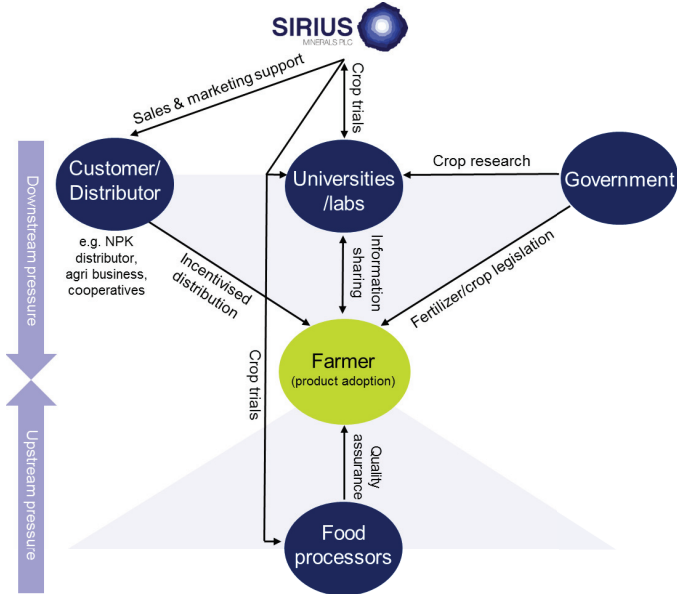 SIRIUS
MINERALS PLC
Sales & marketing support
Crop trials
Customer/
Distributor
Universities
/labs
Crop research
Government
e.g. NPK
distributor,
agri business,
cooperatives
Downstream pressure
Incentivised
distribution
Information
sharing
Fertilizer/crop legislation
Farmer
(product adoption)
Crop trials
Upstream pressure
Quality
assurance
Food
processors